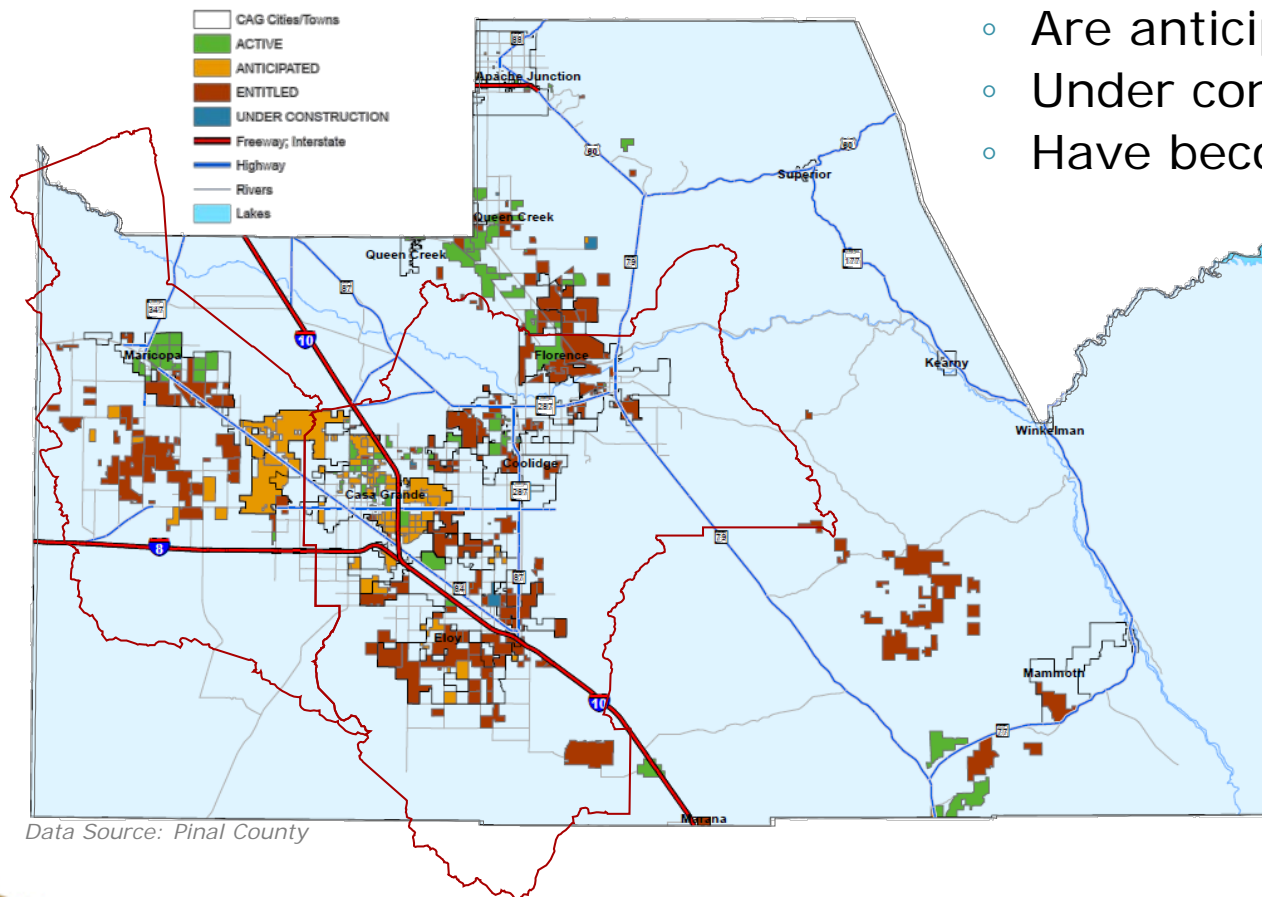 CAG Cities/Towns
ACTIVE
ANTICIPATED
ENTITLED
UNDER CONSTRUCTION
Freeway; Interstate
Highway
Rivers
Lakes
Are anticip
Under con
Have beco
88
Apache Junction
60
60
Superior
Queen Creek
Queen Creek
79
177
87
347
10
Maricopa
Florence
Kearny
287
Winkelman
Coolidge
287
Casa Grande
79
8
87
84
Eloy
Mammoth
10
77
Marana
Data Source: Pinal County